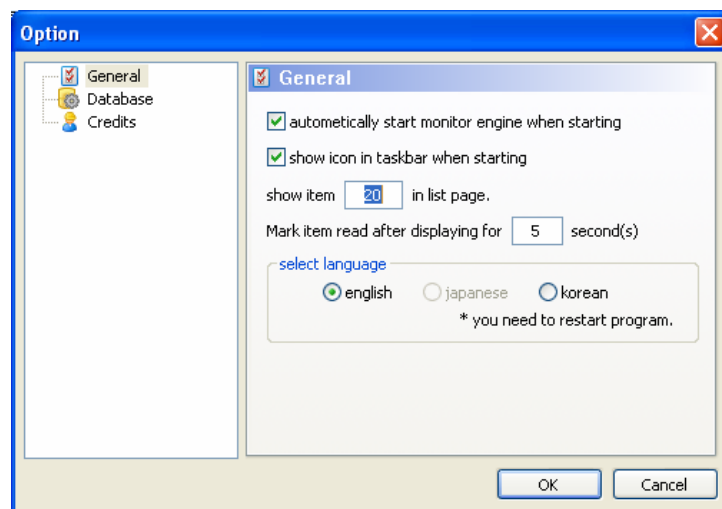 Option
General
Database
Credits
General
autometically start monitor engine when starting
show icon in taskbar when starting
show item 20 in list page.
Mark item read after displaying for 5 second(s)
select language
english japanese korean
* you need to restart program.
OK Cancel